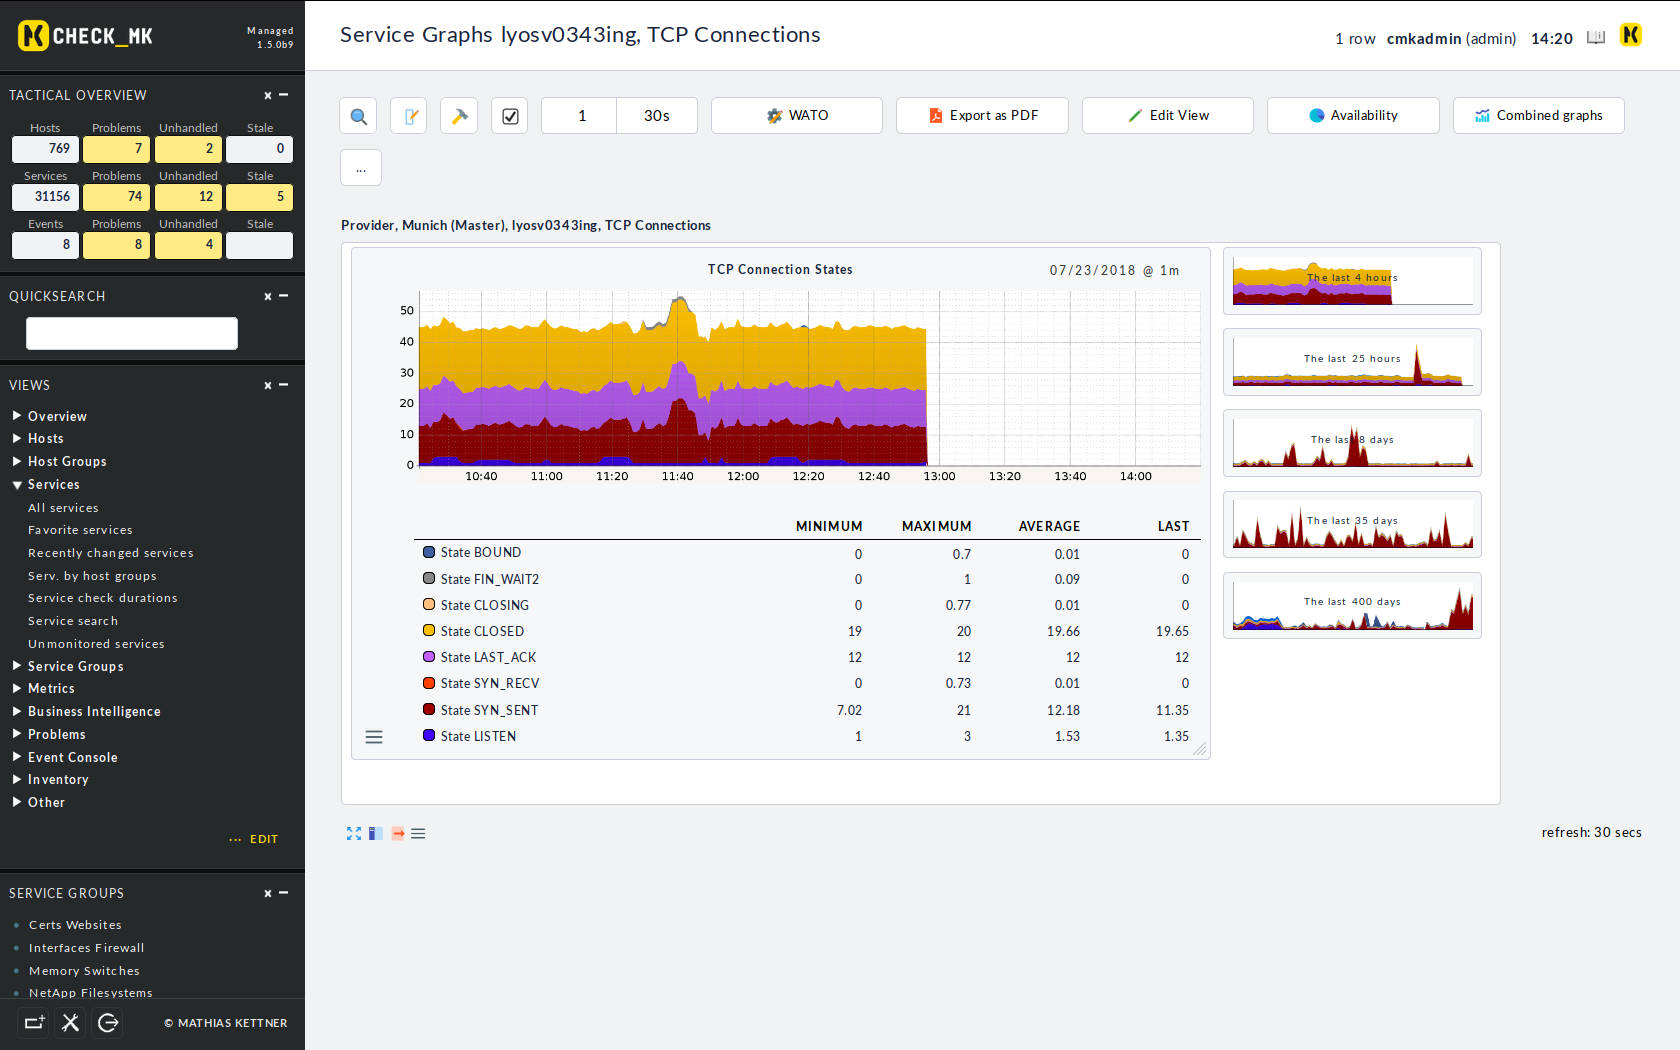 CHECK_MK
Managed
1.5.0b9
TACTICAL OVERVIEW
Hosts Problems Unhandled Stale
769 7 2 0
Services Problems Unhandled Stale
31156 74 12 5
Events Problems Unhandled Stale
8 8 4
QUICKSEARCH
VIEWS
Overview
Hosts
Host Groups
Services
All services
Favorite services
Recently changed services
Serv. by host groups
Service check durations
Service search
Unmonitored services
Service Groups
Metrics
Business Intelligence
Problems
Event Console
Inventory
Other
... EDIT
SERVICE GROUPS
Certs Websites
Interfaces Firewall
Memory Switches
NetApp Filesystems
© MATHIAS KETTNER
Service Graphs lyosv0343ing, TCP Connections
1 row cmkadmin (admin) 14:20
1 30s WATO Export as PDF Edit View Availability Combined graphs
...
Provider, Munich (Master), lyosv0343ing, TCP Connections
TCP Connection States 07/23/2018 @ 1m
50
40
30
20
10
0
10:40 11:00 11:20 11:40 12:00 12:20 12:40 13:00 13:20 13:40 14:00
MINIMUM MAXIMUM AVERAGE LAST
State BOUND 0 0.7 0.01 0
State FIN_WAIT2 0 1 0.09 0
State CLOSING 0 0.77 0.01 0
State CLOSED 19 20 19.66 19.65
State LAST_ACK 12 12 12 12
State SYN_RECV 0 0.73 0.01 0
State SYN_SENT 7.02 21 12.18 11.35
State LISTEN 1 3 1.53 1.35
The last 4 hours
The last 25 hours
The last 8 days
The last 35 days
The last 400 days
refresh: 30 secs